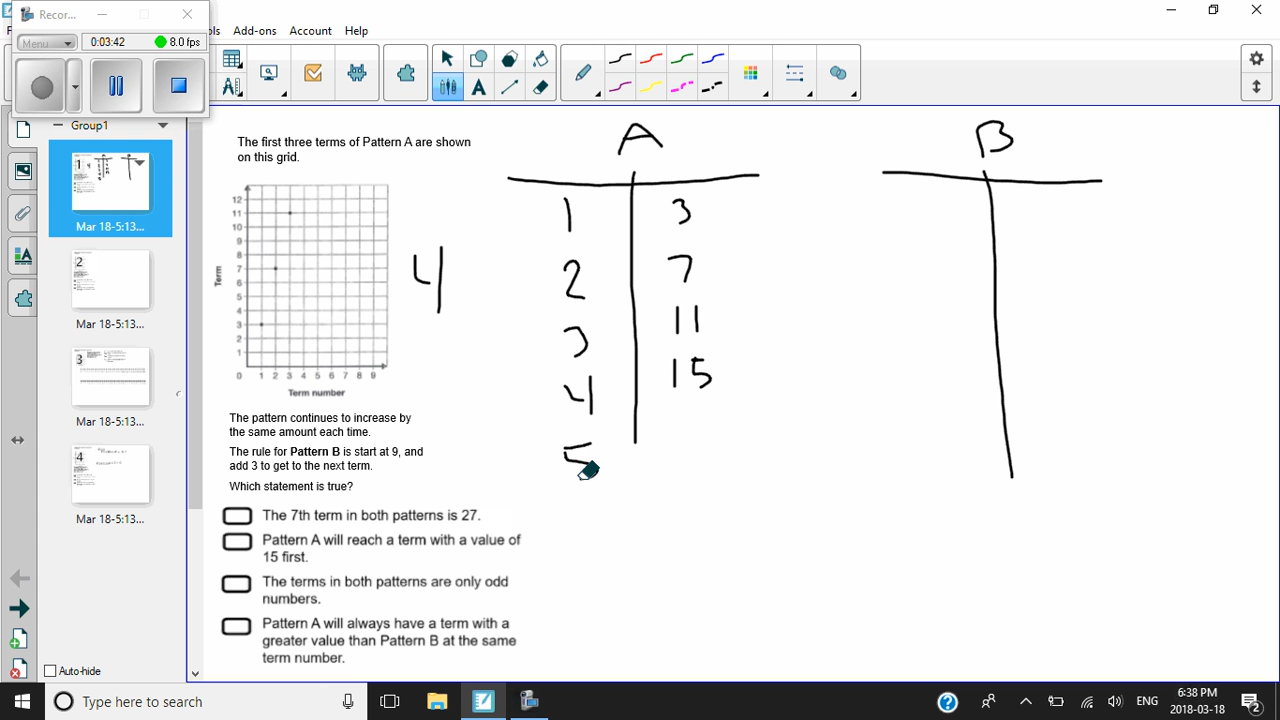 Recor...
Menu
0:03:42
8.0 fps
ols Add-ons Account Help
Group1
Mar 18-5:13...
2
Mar 18-5:13...
3
Mar 18-5:13...
4
Mar 18-5:13...
Auto-hide
The first three terms of Pattern A are shown
on this grid.
Term
12
11
10
9
8
7
6
5
4
3
2
1
0 1 2 3 4 5 6 7 8 9
Term number
4
The pattern continues to increase by
the same amount each time.
The rule for Pattern B is start at 9, and
add 3 to get to the next term.
Which statement is true?
The 7th term in both patterns is 27.
Pattern A will reach a term with a value of
15 first.
The terms in both patterns are only odd
numbers.
Pattern A will always have a term with a
greater value than Pattern B at the same
term number.
A
1 3
2 7
3 11
4 15
5
B
Type here to search
ENG
6:38 PM
2018-03-18
2